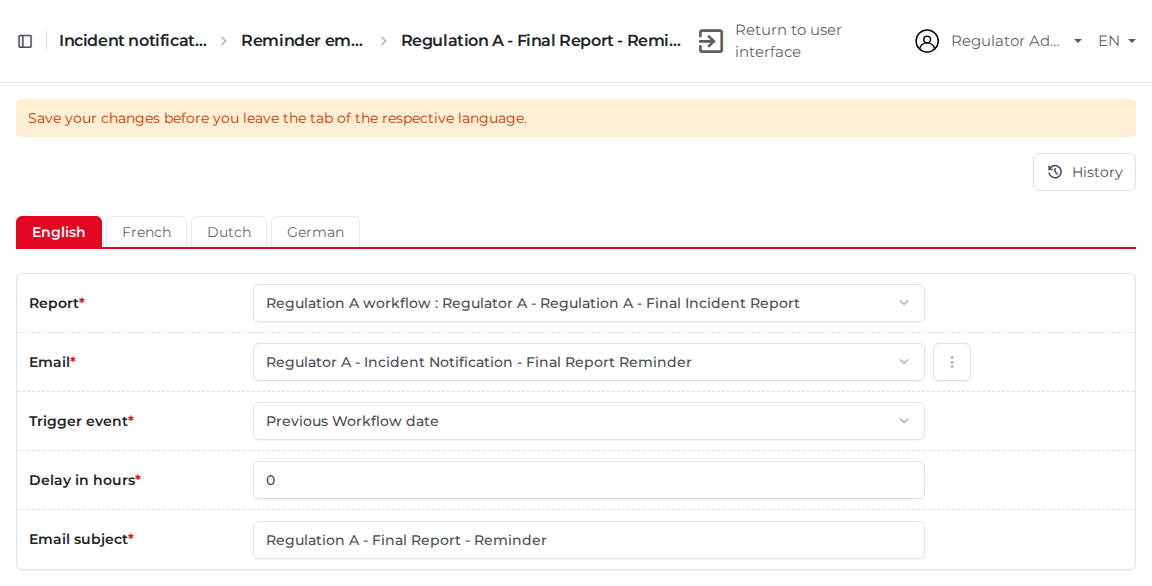 Incident notificat... > Reminder em... > Regulation A - Final Report - Remi...
Return to user
interface
Regulator Ad...
EN
Save your changes before you leave the tab of the respective language.
History
English
French
Dutch
German
Report*
Regulation A workflow : Regulator A - Regulation A - Final Incident Report
Email*
Regulator A - Incident Notification - Final Report Reminder
Trigger event*
Previous Workflow date
Delay in hours*
0
Email subject*
Regulation A - Final Report - Reminder